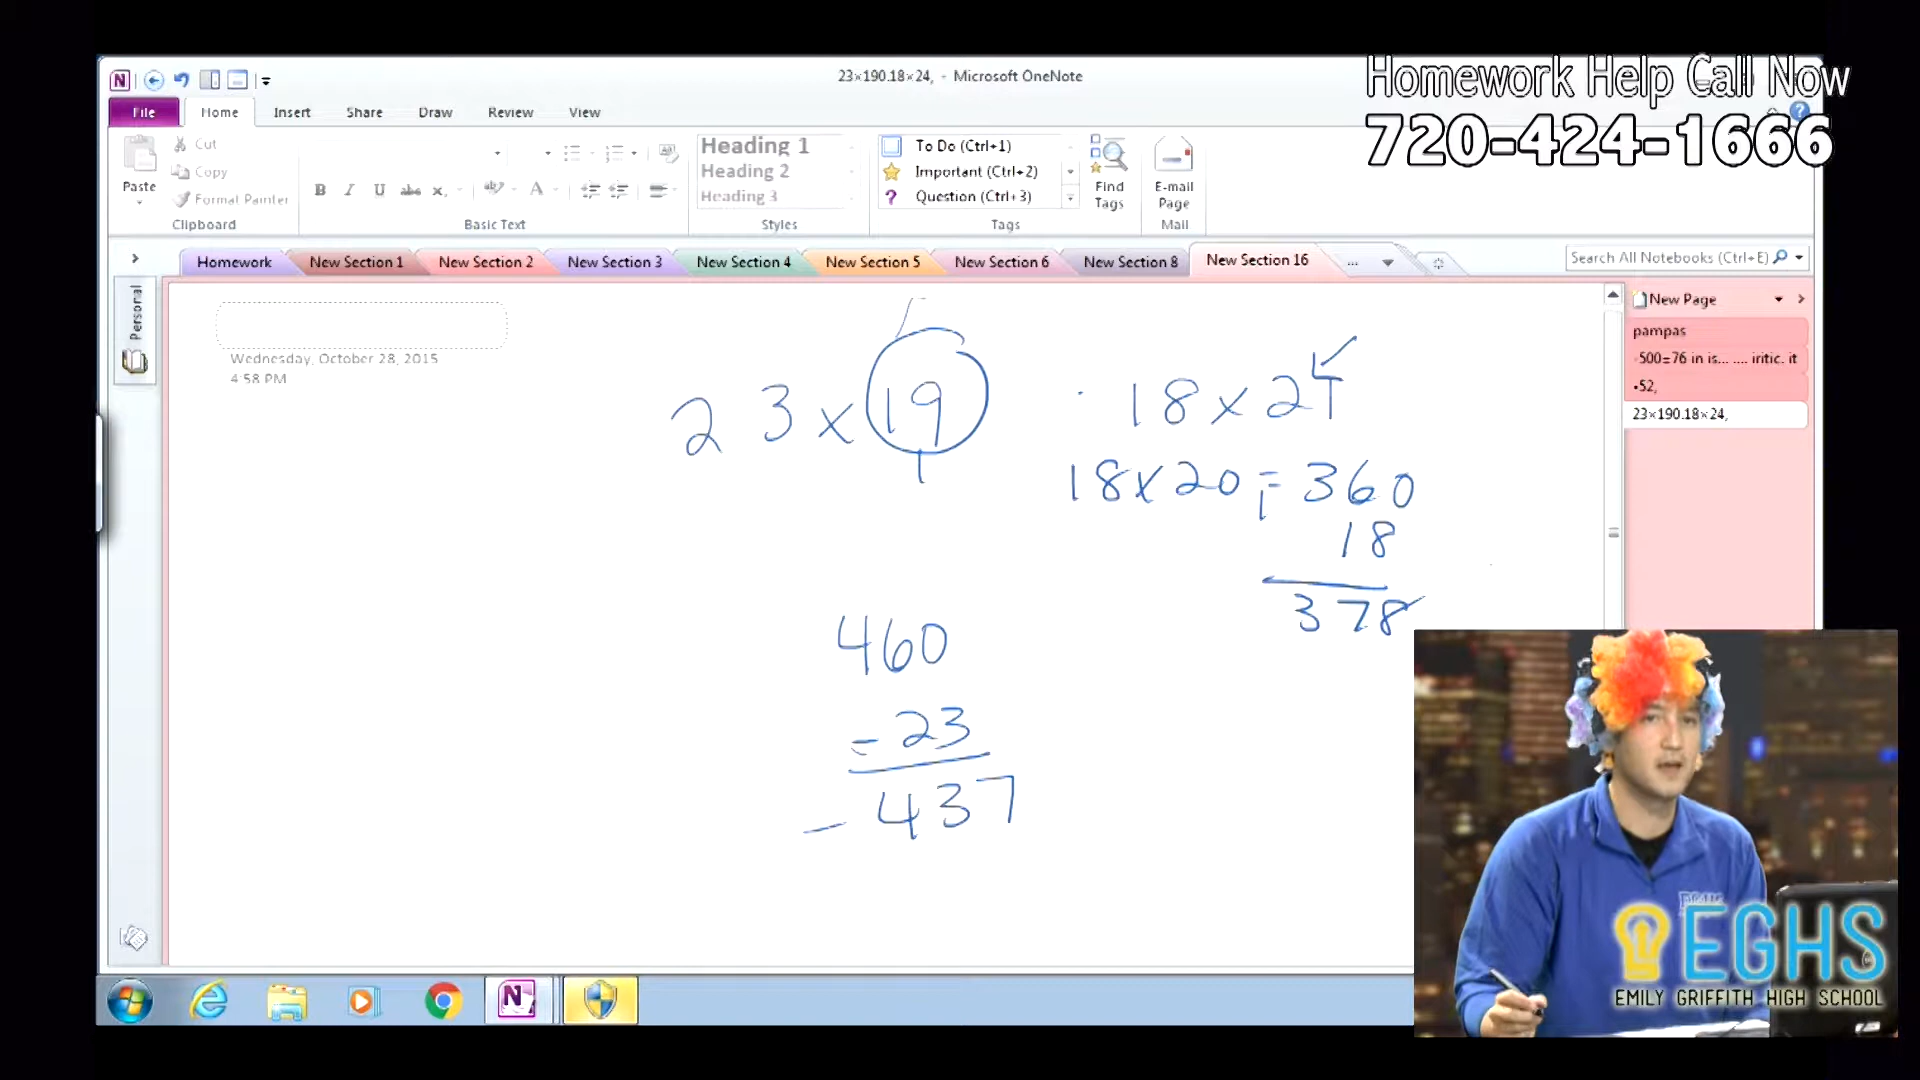 23×190.18×24, - Microsoft OneNote
Homework Help Call Now
720-424-1666
File Home Insert Share Draw Review View
Paste
Cut
Copy
Format Painter
Clipboard
B I U abc x,
A
Basic Text
Heading 1
Heading 2
Heading 3
Styles
To Do (Ctrl+1)
Important (Ctrl+2)
Question (Ctrl+3)
Tags
Find Tags
E-mail Page
Mail
Homework New Section 1 New Section 2 New Section 3 New Section 4 New Section 5 New Section 6 New Section 8 New Section 16 ...
Search All Notebooks (Ctrl+E)
Personal
Wednesday, October 28, 2015
4:58 PM
New Page
pampas
-500=76 in is... .... iritic. it
•52,
23×190.18×24,
23 x 19
18 x 2
18 x 20 = 360
18
378
460
- 23
- 437
EGHS
EMILY GRIFFITH HIGH SCHOOL